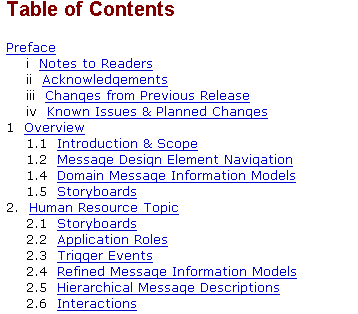 Table of Contents
Preface
i Notes to Readers
ii Acknowledgements
iii Changes from Previous Release
iv Known Issues & Planned Changes
1 Overview
1.1 Introduction & Scope
1.2 Message Design Element Navigation
1.4 Domain Message Information Models
1.5 Storyboards
2. Human Resource Topic
2.1 Storyboards
2.2 Application Roles
2.3 Trigger Events
2.4 Refined Message Information Models
2.5 Hierarchical Message Descriptions
2.6 Interactions